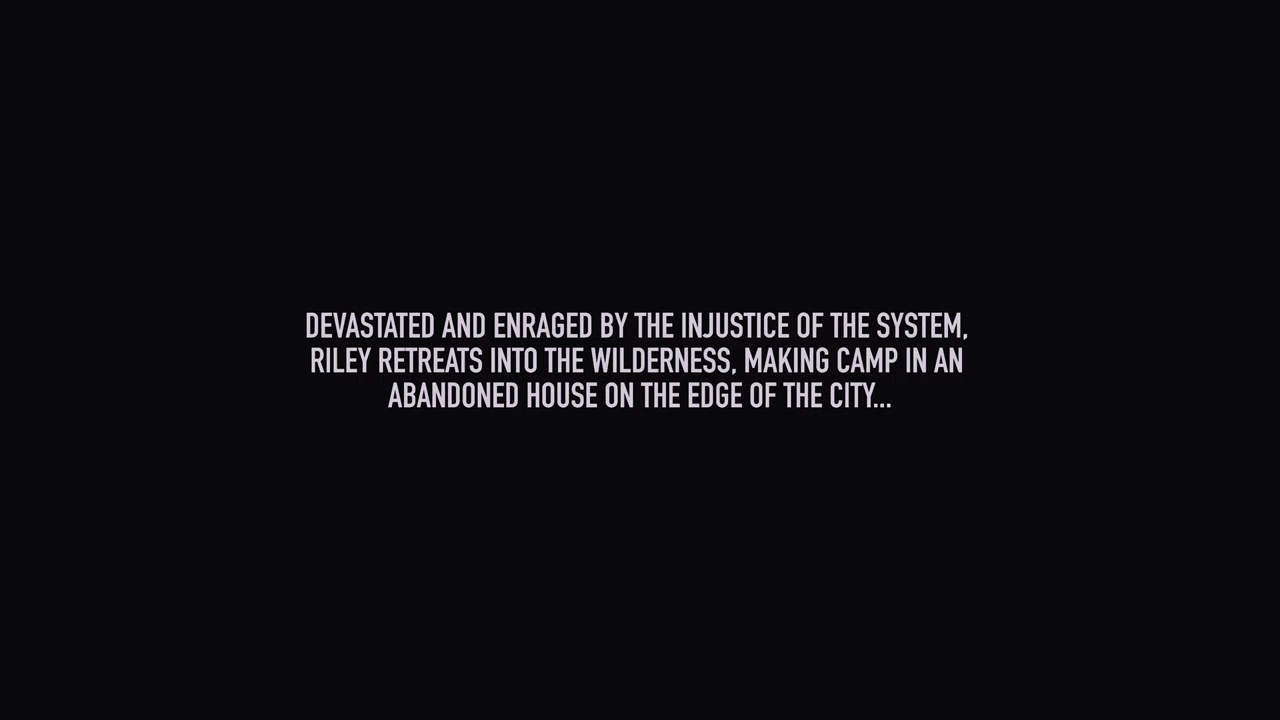 DEVASTATED AND ENRAGED BY THE INJUSTICE OF THE SYSTEM,
RILEY RETREATS INTO THE WILDERNESS, MAKING CAMP IN AN
ABANDONED HOUSE ON THE EDGE OF THE CITY...